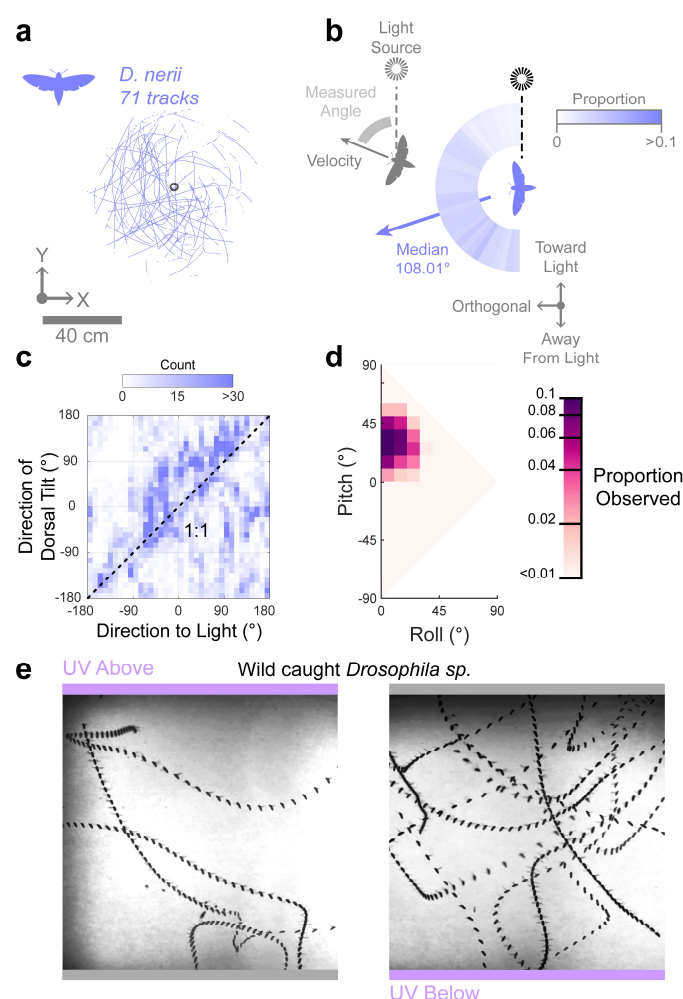 a
D. nerii
71 tracks
Y
X
40 cm
b
Light
Source
Measured
Angle
Velocity
Median
108.01°
Proportion
0
>0.1
Toward
Light
Orthogonal
Away
From Light
c
Count
0
15
>30
180
90
0
-90
-180
Direction of
Dorsal Tilt (°)
1:1
-180
-90
0
90
180
Direction to Light (°)
d
90
45
0
-45
-90
Pitch (°)
0
45
90
Roll (°)
0.1
0.08
0.06
0.04
0.02
<0.01
Proportion
Observed
e
UV Above
Wild caught Drosophila sp.
UV Below